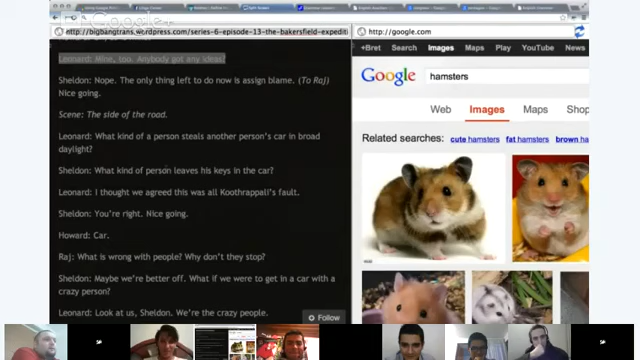 http://bigbangtrans.wordpress.com/series-6-episode-13-the-bakersfield-expediti
http://google.com
Leonard: Mine, too. Anybody got any ideas?
Sheldon: Nope. The only thing left to do now is assign blame. (To Raj)
Nice going.
Scene: The side of the road.
Leonard: What kind of a person steals another person's car in broad
daylight?
Sheldon: What kind of person leaves his keys in the car?
Leonard: I thought we agreed this was all Koothrappali's fault.
Sheldon: You're right. Nice going.
Howard: Car.
Raj: What is wrong with people? Why don't they stop?
Sheldon: Maybe we're better off. What if we were to get in a car with a
crazy person?
Leonard: Look at us, Sheldon. We're the crazy people.
Follow
+Bret Search Images Maps Play YouTube News
Google hamsters
Web Images Maps Shop
Related searches: cute hamsters fat hamsters brown